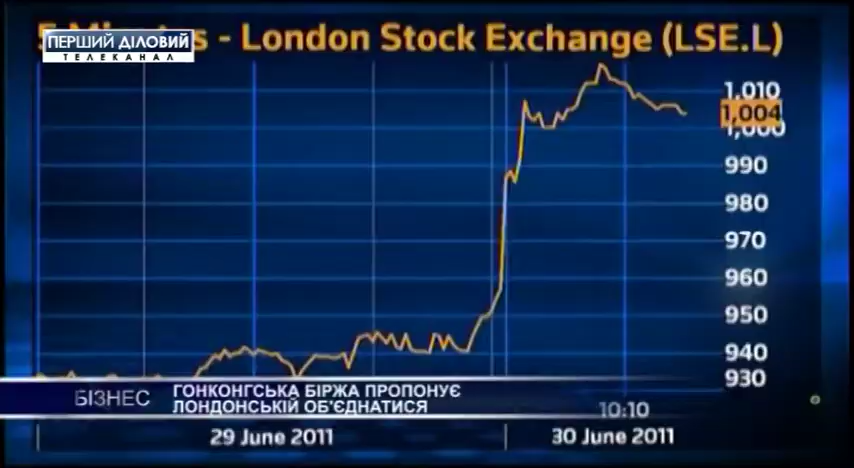 ПЕРШИЙ ДІЛОВИЙ
ТЕЛЕКАНАЛ
- London Stock Exchange (LSE.L)
1,010
1,004
1,000
990
980
970
960
950
940
930
БІЗНЕС
ГОНКОНГСЬКА БІРЖА ПРОПОНУЄ
ЛОНДОНСЬКІЙ ОБ'ЄДНАТИСЯ
10:10
29 June 2011
30 June 2011